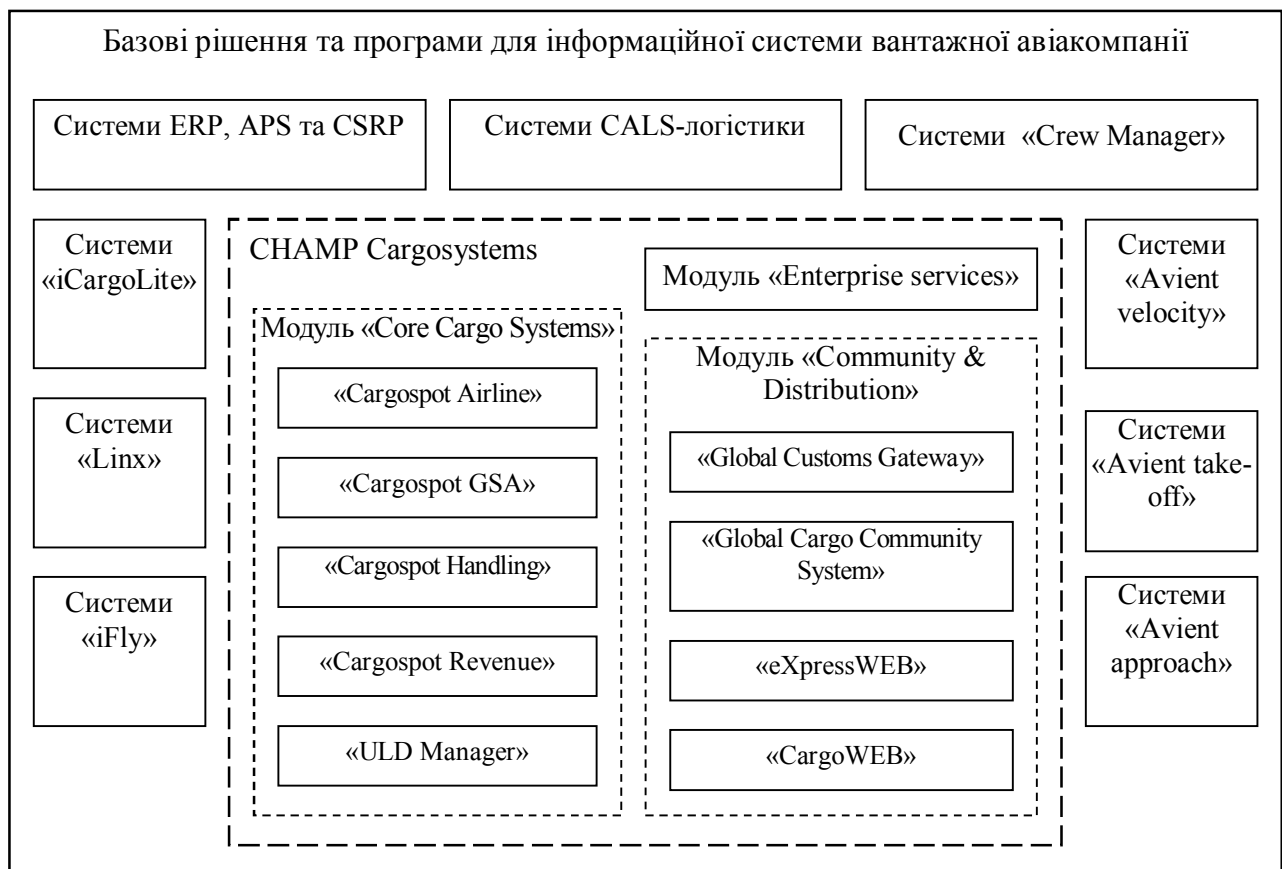 Базові рішення та програми для інформаційної системи вантажної авіакомпанії
Системи ERP, APS та CSRP
Системи CALS-логістики
Системи «Crew Manager»
Системи
«iCargoLite»
Системи
«Linx»
Системи
«iFly»
CHAMP Cargosystems
Модуль «Core Cargo Systems»
«Cargospot Airline»
«Cargospot GSA»
«Cargospot Handling»
«Cargospot Revenue»
«ULD Manager»
Модуль «Enterprise services»
Модуль «Community &
Distribution»
«Global Customs Gateway»
«Global Cargo Community
System»
«eXpressWEB»
«CargoWEB»
Системи
«Avient
velocity»
Системи
«Avient take-
off»
Системи
«Avient
approach»